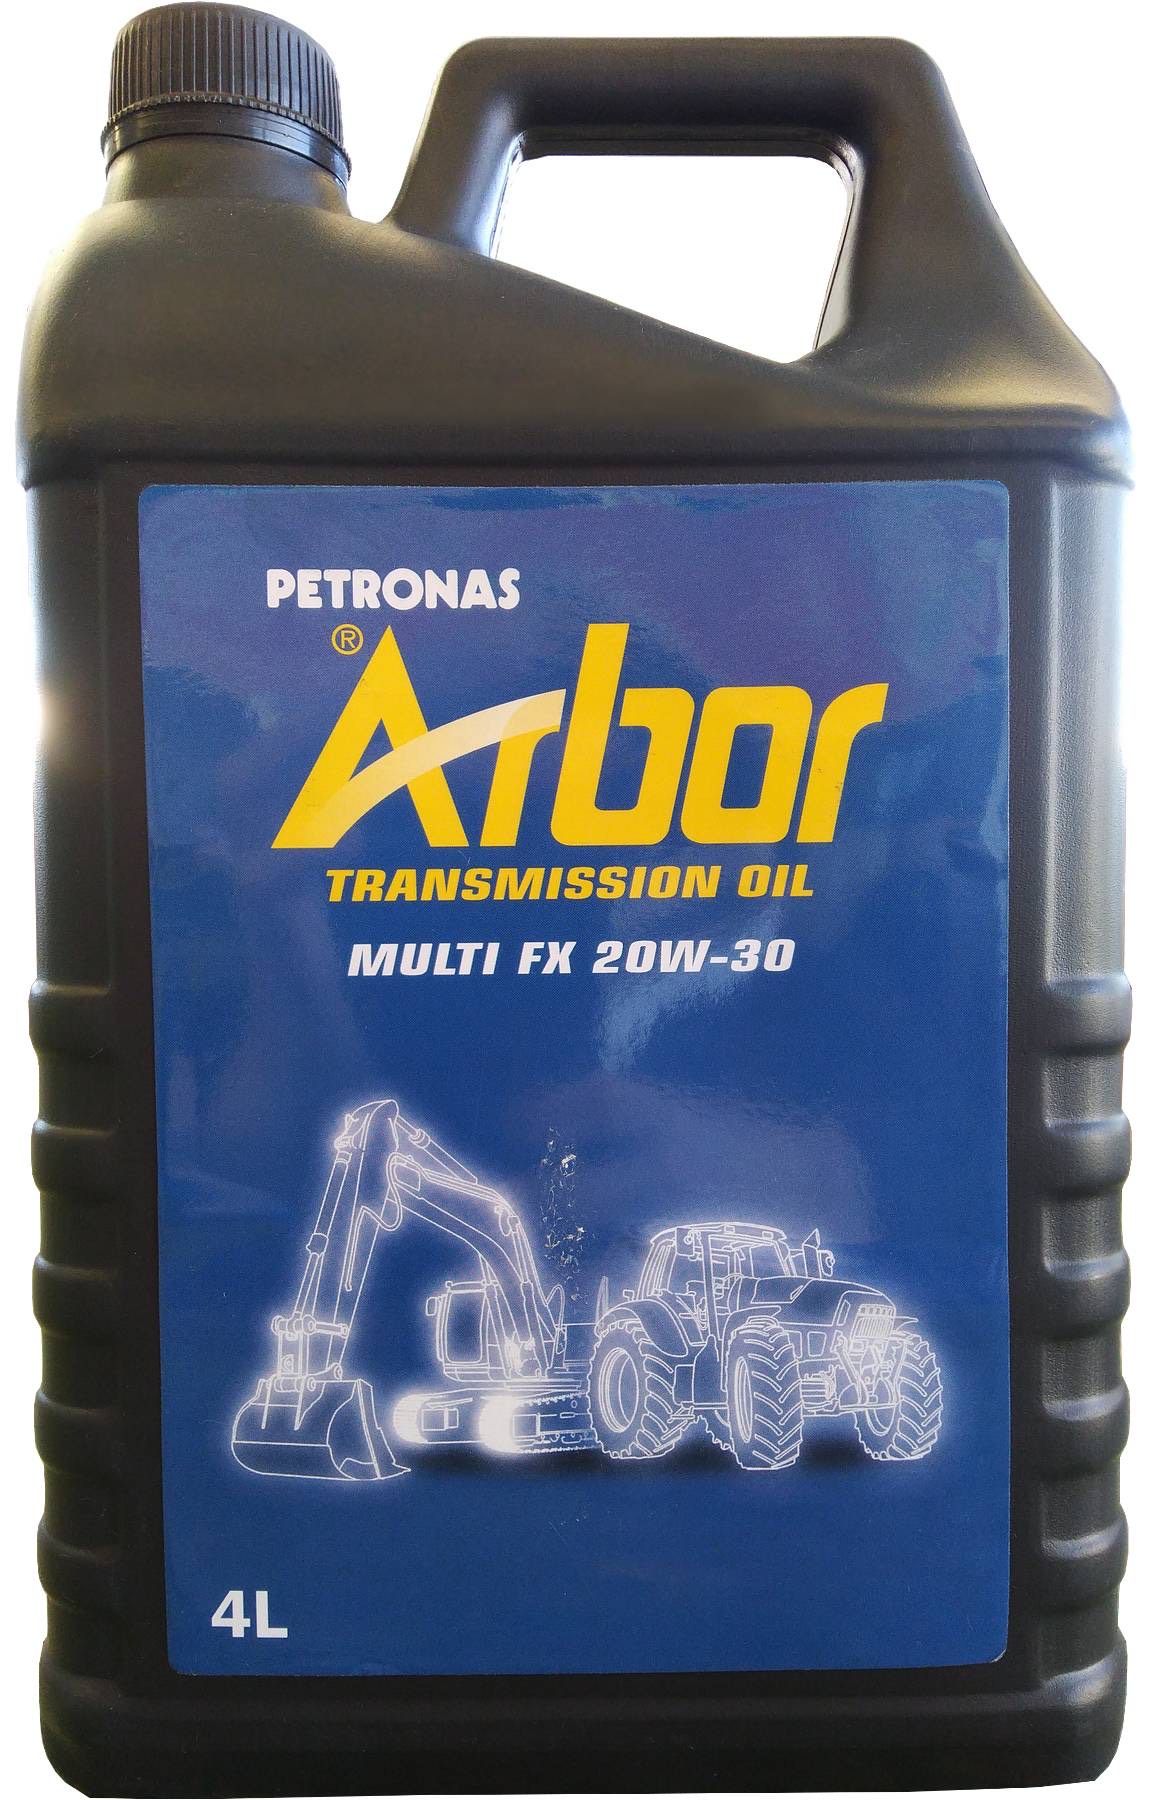 PETRONAS
® Arbor
TRANSMISSION OIL
MULTI FX 20W-30
4L